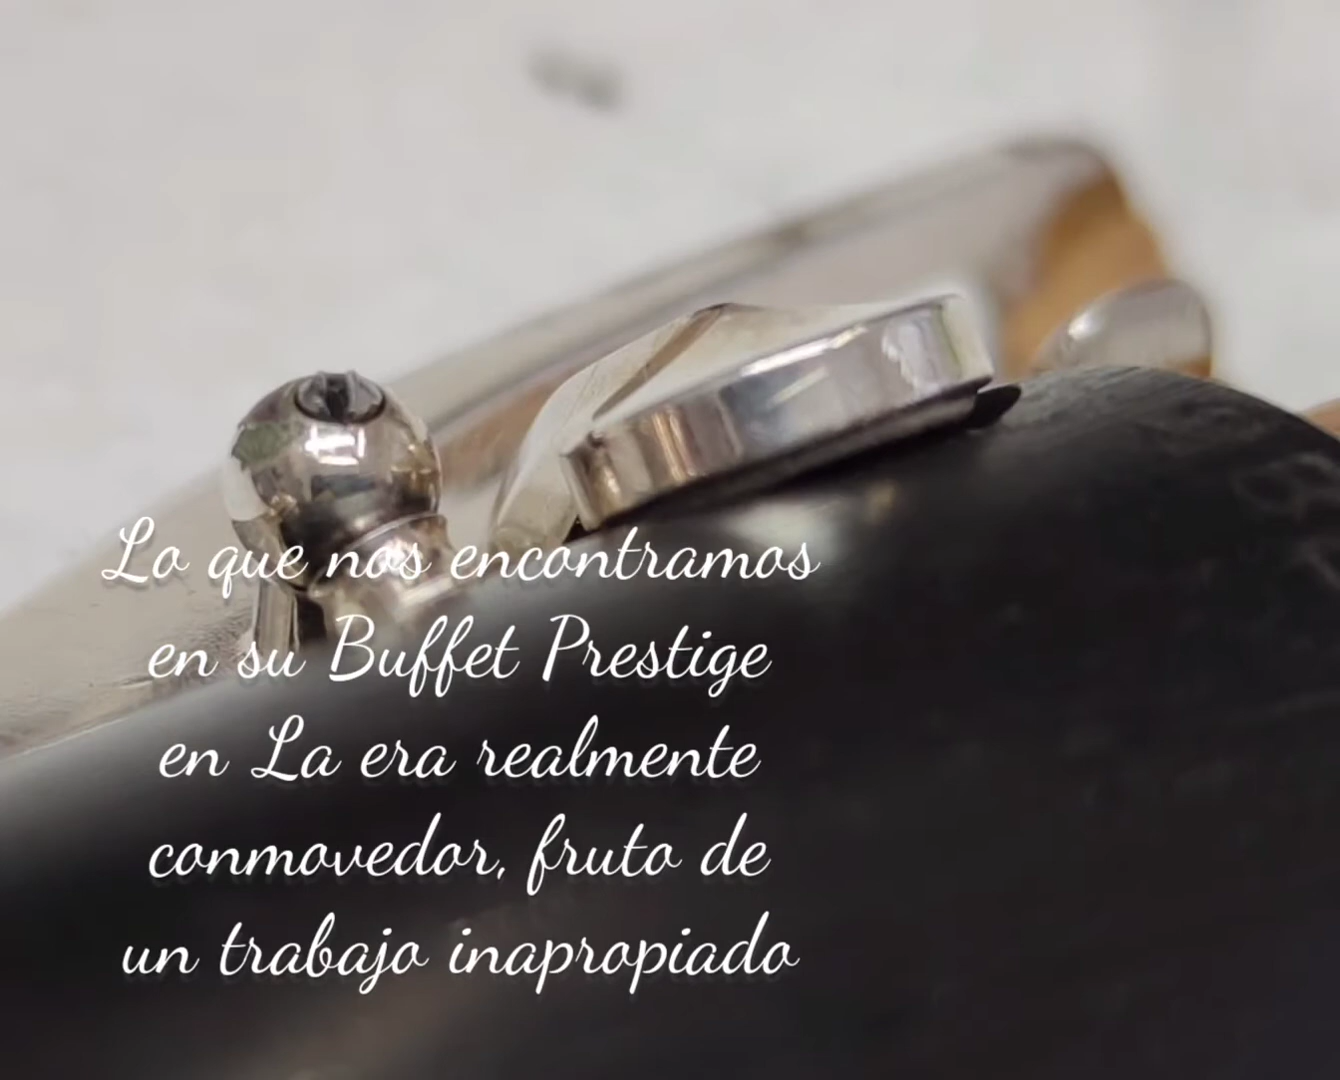 Lo que nos encontramos
en su Buffet Prestige
en La era realmente
conmovedor, fruto de
un trabajo inapropiado